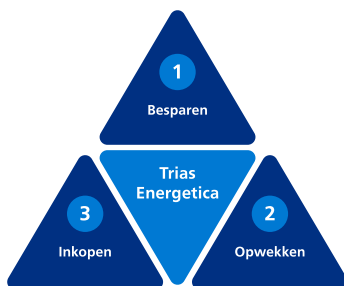 1
Besparen
Trias
Energetica
3
Inkopen
2
Opwekken